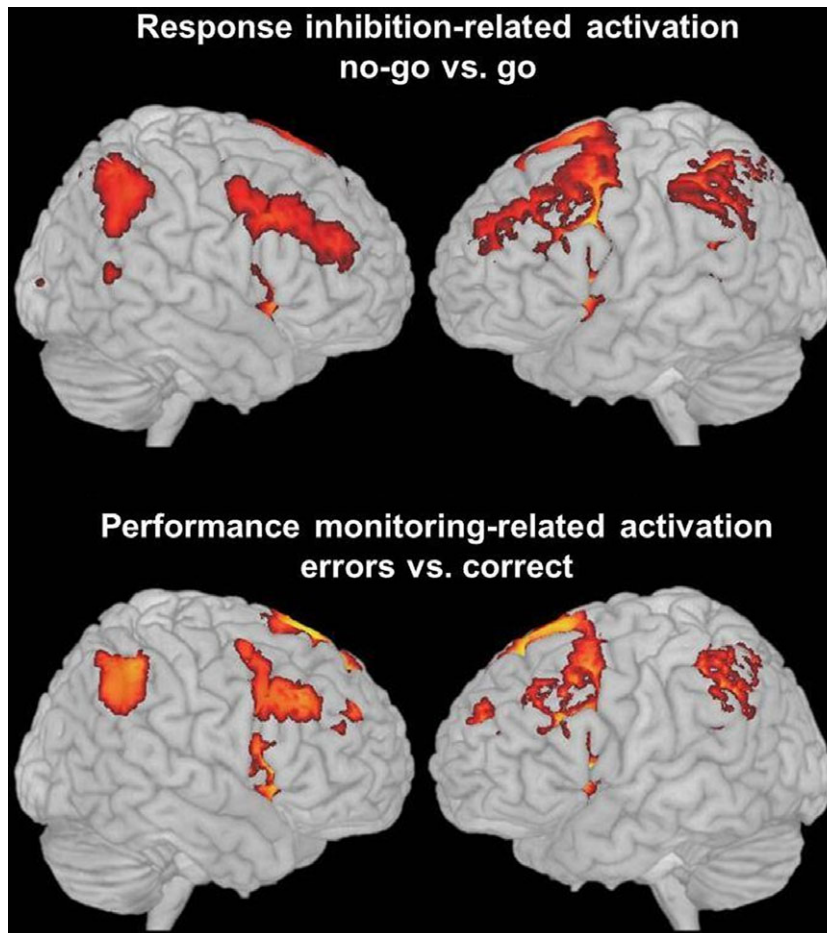 Response inhibition-related activation
no-go vs. go
Performance monitoring-related activation
errors vs. correct